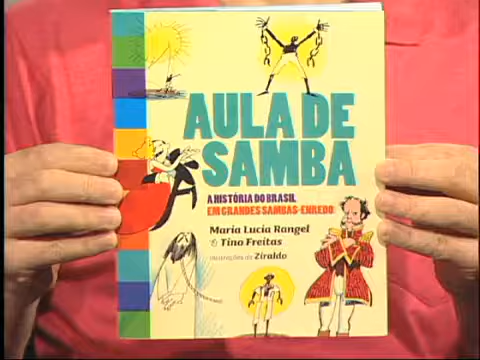 AULA DE
SAMBA
A HISTÓRIA DO BRASIL
EM GRANDES SAMBAS-ENREDO
Maria Lucia Rangel
& Tino Freitas
ilustrações de Ziraldo